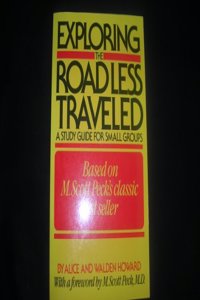 EXPLORING
THE
ROAD LESS
TRAVELED
A STUDY GUIDE FOR SMALL GROUPS
Based on
M. Scott Peck's classic
seller
BY ALICE AND WALDEN HOWARD
With a foreword by M. Scott Peck, M.D.